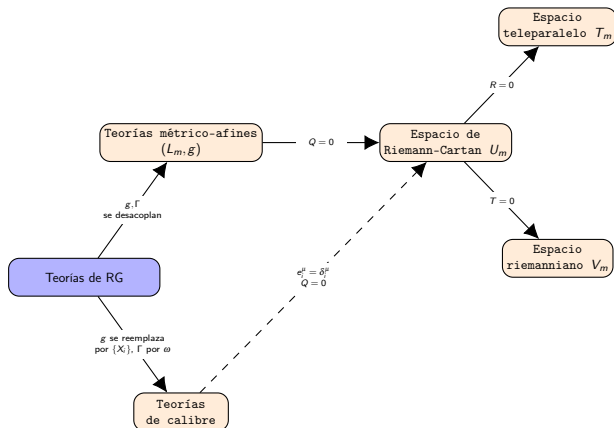 Espacio
teleparalelo T_m
R = 0
Teorías métrico-afines
(L_m, g)
Q = 0
Espacio de
Riemann-Cartan U_m
T = 0
g, Γ
se desacoplan
Espacio
riemanniano V_m
Teorías de RG
e_i^μ = δ_i^μ
Q = 0
g se reemplaza
por {X_i}, Γ por ω
Teorías
de calibre